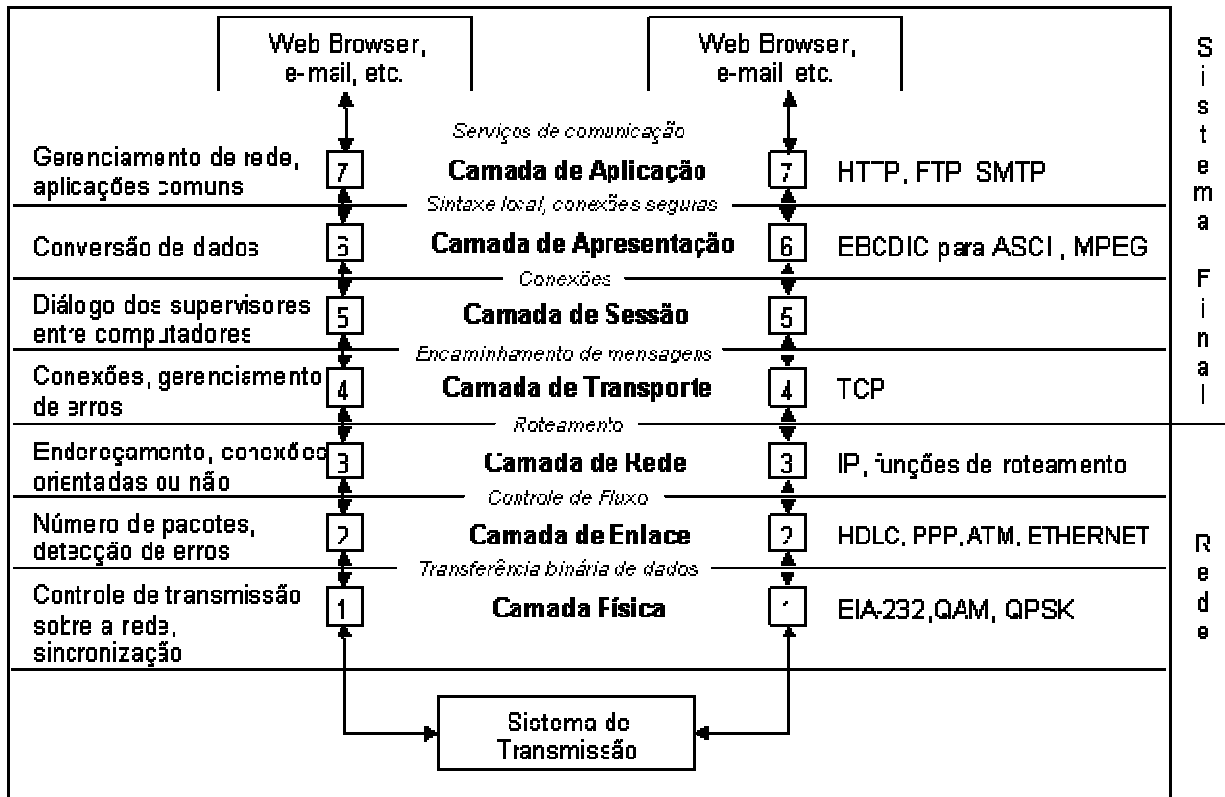 Web Browser,
e-mail, etc.
Web Browser,
e-mail etc.
Serviços de comunicação
Gerenciamento de rede,
aplicações comuns
7
Camada de Aplicação
7
HTTP, FTP SMTP
Sintaxe local, conexões seguras
Conversão de dados
6
Camada de Apresentação
6
EBCDIC para ASCI , MPEG
Conexões
Diálogo dos supervisores
entre computadores
5
Camada de Sessão
5
Encaminhamento de mensagens
Conexões, gerenciamento
de erros
4
Camada de Transporte
4
TCP
Roteamento
Endereçamento, conexões
orientadas ou não
3
Camada de Rede
3
IP, funções de roteamento
Controle de Fluxo
Número de pacotes,
detecção de erros
2
Camada de Enlace
2
HDLC, PPP, ATM, ETHERNET
Transferência binária de dados
Controle de transmissão
sobre a rede,
sincronização
1
Camada Física
1
EIA-232,QAM, QPSK
Sistema de
Transmissão
Sistema Final
Rede